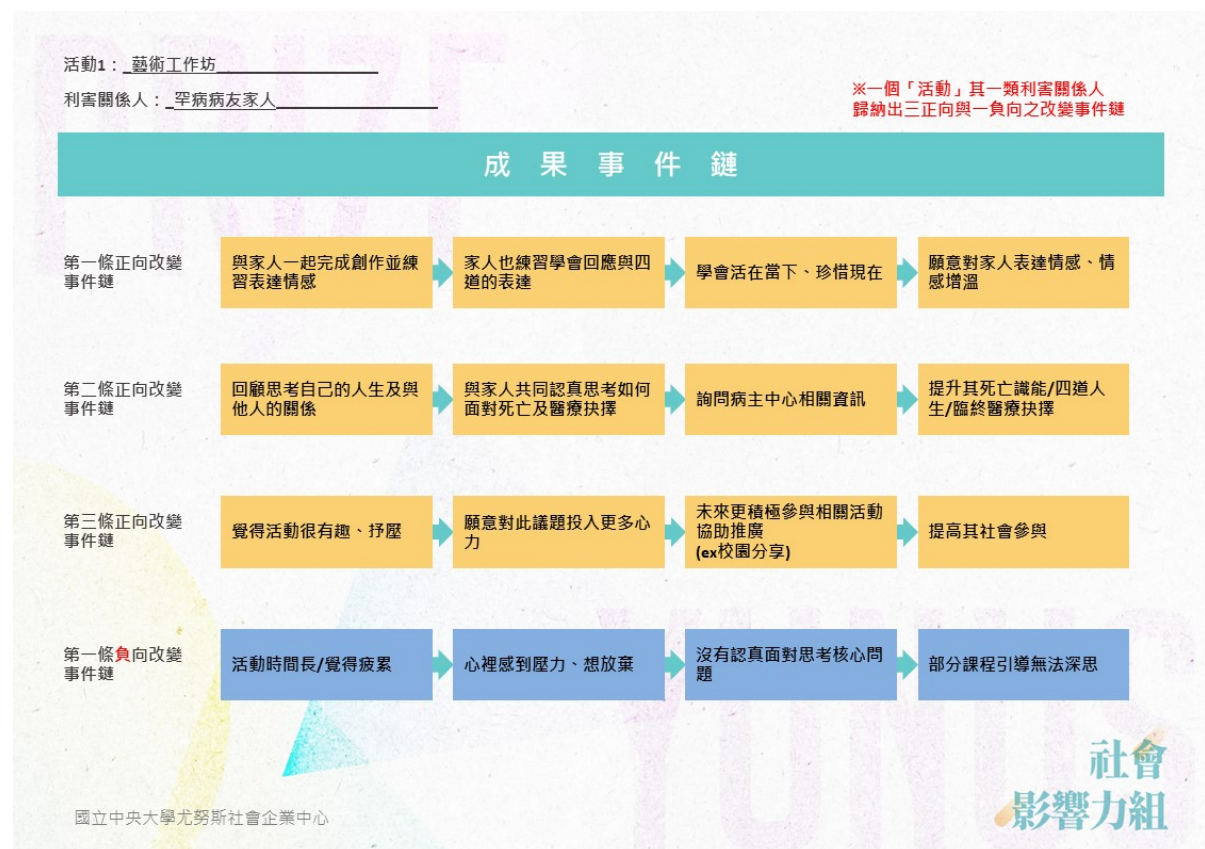 活動1：_藝術工作坊
利害關係人：_罕病病友家人
※一個「活動」其一類利害關係人
歸納出三正向與一負向之改變事件鏈
成果事件鏈
第一條正向改變
事件鏈
與家人一起完成創作並練
習表達情感
家人也練習學會回應與四
道的表達
學會活在當下、珍惜現在
願意對家人表達情感、情
感增溫
第二條正向改變
事件鏈
回顧思考自己的人生及與
他人的關係
與家人共同認真思考如何
面對死亡及醫療抉擇
詢問病主中心相關資訊
提升其死亡識能/四道人
生/臨終醫療抉擇
第三條正向改變
事件鏈
覺得活動很有趣、抒壓
願意對此議題投入更多心
力
未來更積極參與相關活動
協助推廣
(ex校園分享)
提高其社會參與
第一條負向改變
事件鏈
活動時間長/覺得疲累
心裡感到壓力、想放棄
沒有認真面對思考核心問
題
部分課程引導無法深思
國立中央大學尤努斯社會企業中心
社會
影響力組
PRIZE
YUNUS